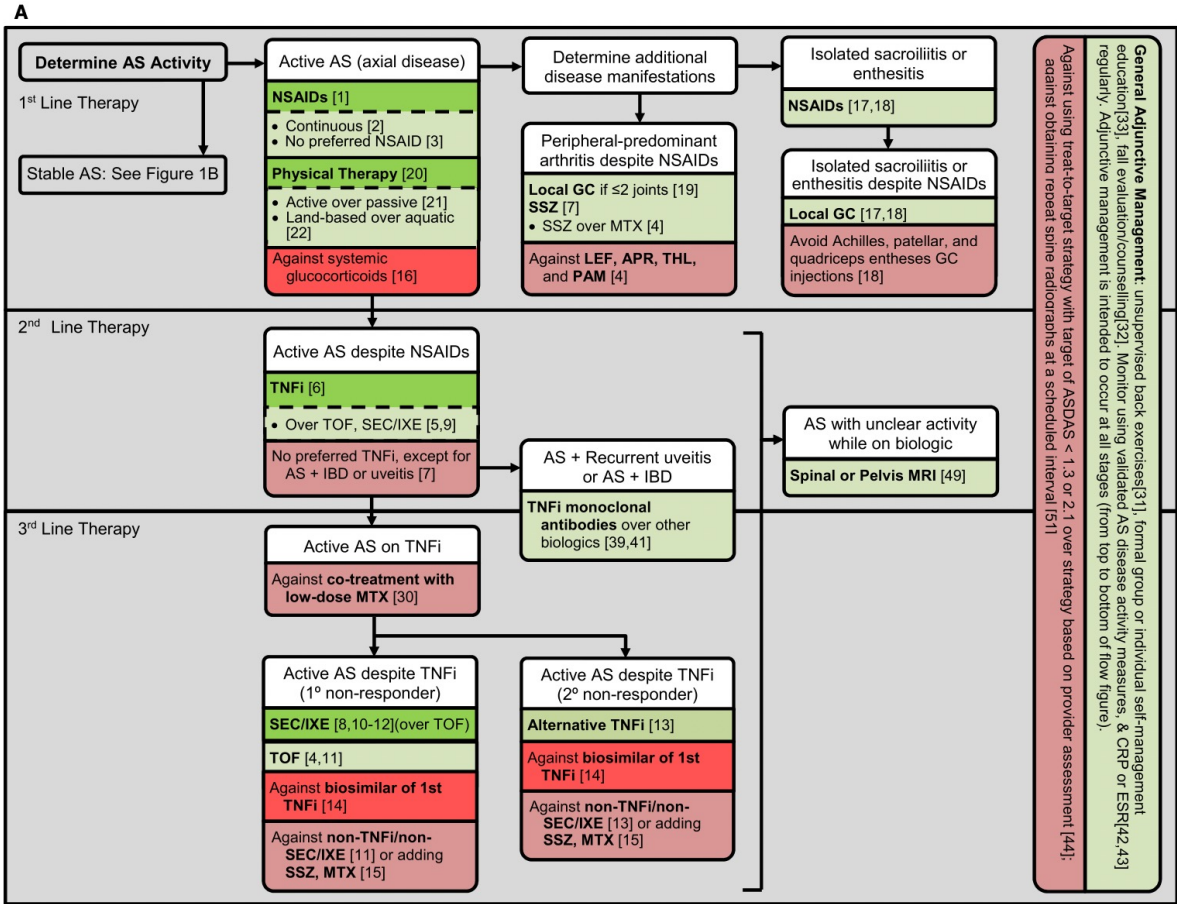 A
Determine AS Activity
1st Line Therapy
Stable AS: See Figure 1B
Active AS (axial disease)
NSAIDs [1]
• Continuous [2]
• No preferred NSAID [3]
Physical Therapy [20]
• Active over passive [21]
• Land-based over aquatic
[22]
Against systemic
glucocorticoids [16]
Determine additional
disease manifestations
Peripheral-predominant
arthritis despite NSAIDs
Local GC if ≤2 joints [19]
SSZ [7]
• SSZ over MTX [4]
Against LEF, APR, THL,
and PAM [4]
Isolated sacroiliitis or
enthesitis
NSAIDs [17,18]
Isolated sacroiliitis or
enthesitis despite NSAIDs
Local GC [17,18]
Avoid Achilles, patellar, and
quadriceps entheses GC
injections [18]
2nd Line Therapy
Active AS despite NSAIDs
TNFi [6]
• Over TOF, SEC/IXE [5,9]
No preferred TNFi, except for
AS + IBD or uveitis [7]
AS + Recurrent uveitis
or AS + IBD
TNFi monoclonal
antibodies over other
biologics [39,41]
AS with unclear activity
while on biologic
Spinal or Pelvis MRI [49]
3rd Line Therapy
Active AS on TNFi
Against co-treatment with
low-dose MTX [30]
Active AS despite TNFi
(1º non-responder)
SEC/IXE [8,10-12](over TOF)
TOF [4,11]
Against biosimilar of 1st
TNFi [14]
Against non-TNFi/non-
SEC/IXE [11] or adding
SSZ, MTX [15]
Active AS despite TNFi
(2º non-responder)
Alternative TNFi [13]
Against biosimilar of 1st
TNFi [14]
Against non-TNFi/non-
SEC/IXE [13] or adding
SSZ, MTX [15]
General Adjunctive Management: unsupervised back exercises[31], formal group or individual self-management
education[33], fall evaluation/counselling[32]. Monitor using validated AS disease activity measures, & CRP or ESR[42,43]
regularly. Adjunctive management is intended to occur at all stages (from top to bottom of flow figure).
Against using treat-to-target strategy with target of ASDAS < 1.3 or 2.1 over strategy based on provider assessment [44];
against obtaining repeat spine radiographs at a scheduled interval [51]